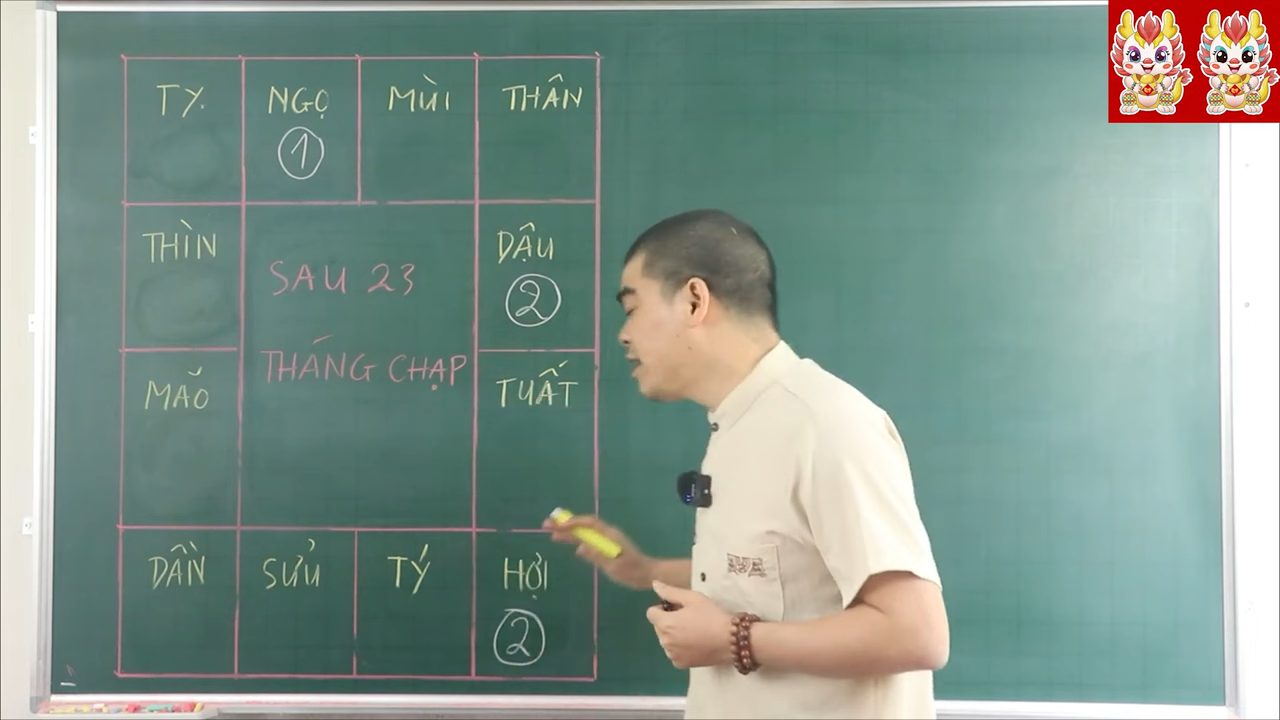 TỴ
NGỌ
MÙI
THÂN
①
THÌN
SAU 23
DẬU
②
THÁNG CHẠP
MÃO
TUẤT
DẦN
SỬU
TÝ
HỢI
②